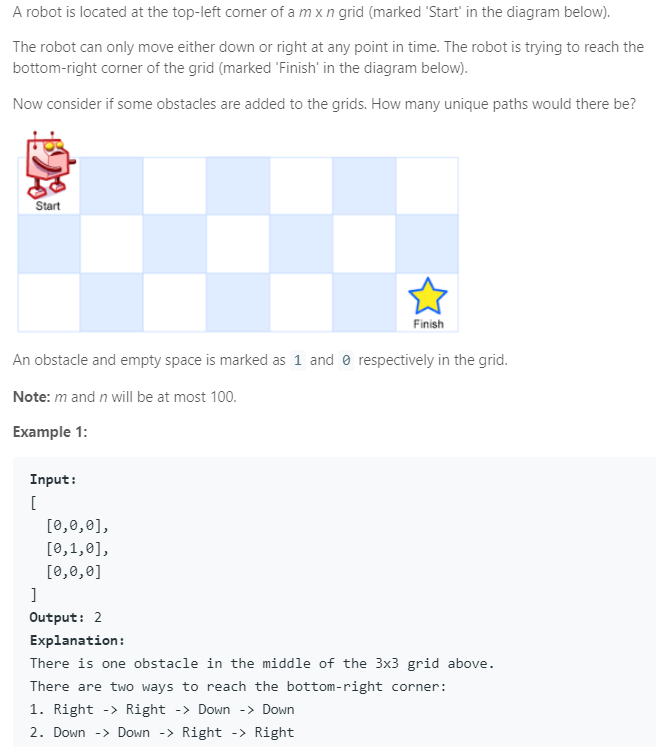 A robot is located at the top-left corner of a m x n grid (marked 'Start' in the diagram below).
The robot can only move either down or right at any point in time. The robot is trying to reach the
bottom-right corner of the grid (marked 'Finish' in the diagram below).
Now consider if some obstacles are added to the grids. How many unique paths would there be?
Start
Finish
An obstacle and empty space is marked as 1 and 0 respectively in the grid.
Note: m and n will be at most 100.
Example 1:
Input:
[
  [0,0,0],
  [0,1,0],
  [0,0,0]
]
Output: 2
Explanation:
There is one obstacle in the middle of the 3x3 grid above.
There are two ways to reach the bottom-right corner:
1. Right -> Right -> Down -> Down
2. Down -> Down -> Right -> Right